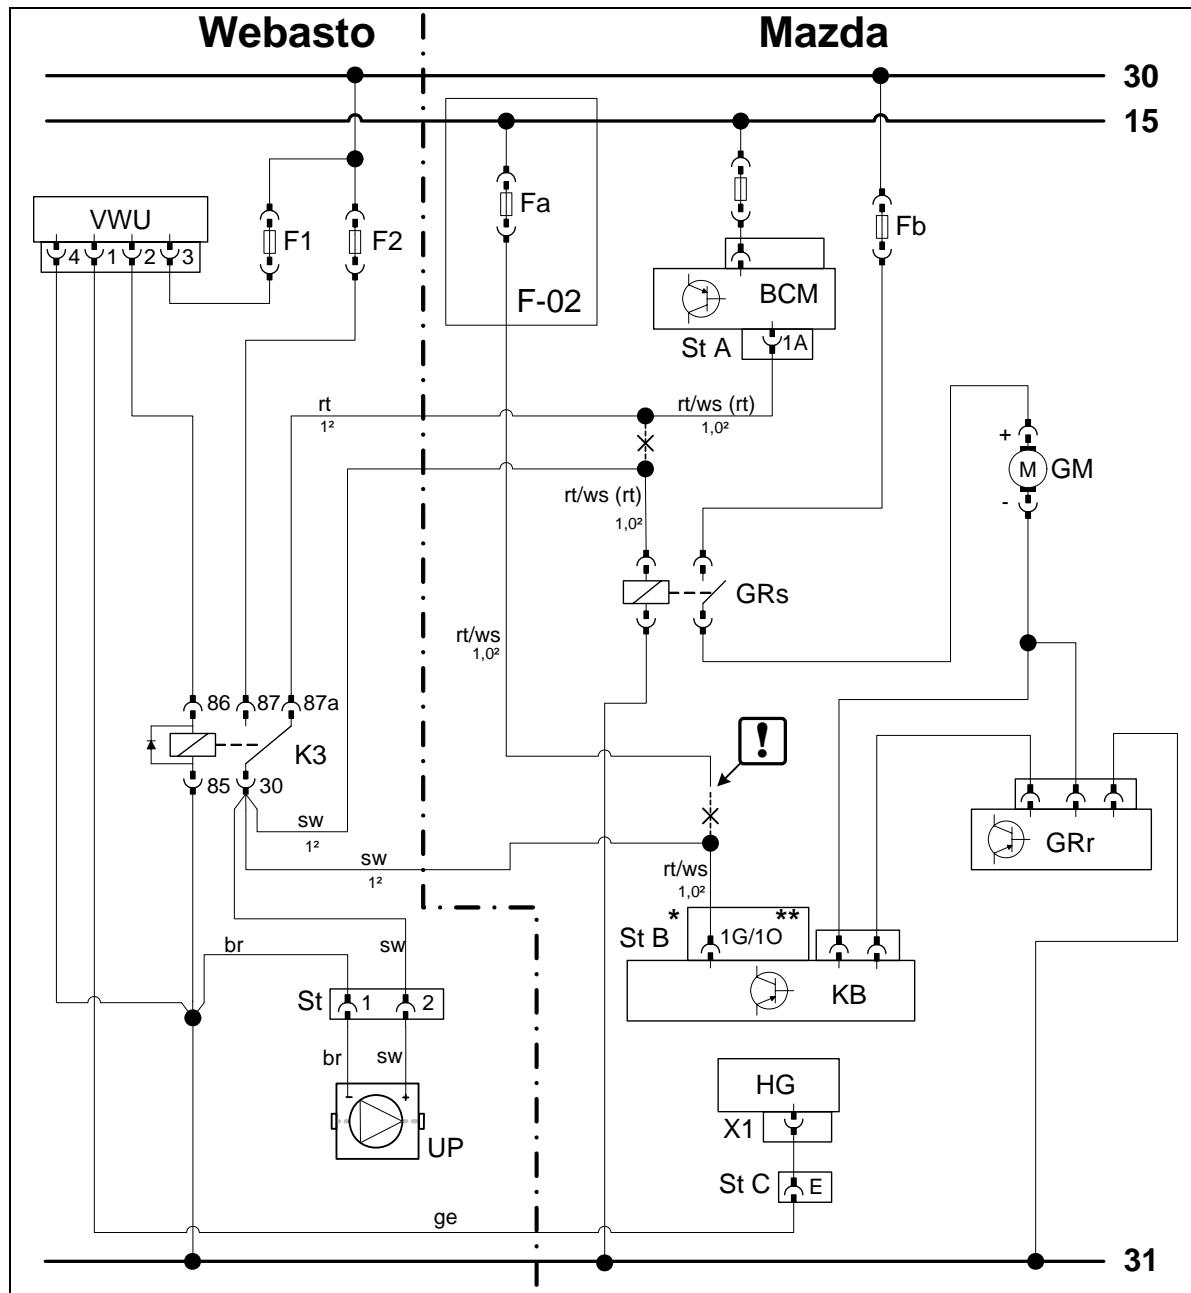 Webasto
Mazda
30
15
VWU
4 1 2 3
F1
F2
Fa
F-02
Fb
BCM
St A
1A
rt
1²
rt/ws (rt)
1,0²
+
M
GM
-
rt/ws (rt)
1,0²
GRs
rt/ws
1,0²
86 87 87a
K3
85 30
!
sw
1²
sw
1²
GRr
rt/ws
1,0²
* **
St B
1G/1O
KB
br
sw
St
1 2
br
sw
- +
UP
HG
X1
St C
E
ge
31